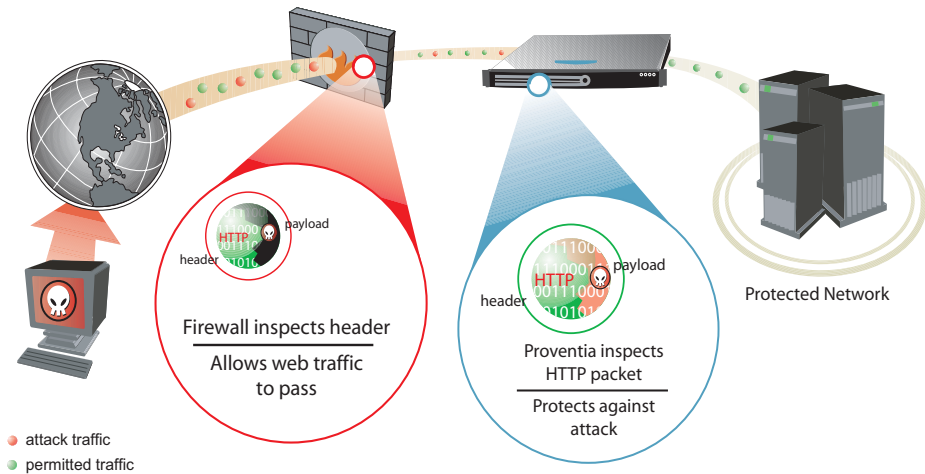 payload
HTTP
header
Firewall inspects header
Allows web traffic
to pass
payload
HTTP
header
Proventia inspects
HTTP packet
Protects against
attack
Protected Network
attack traffic
permitted traffic